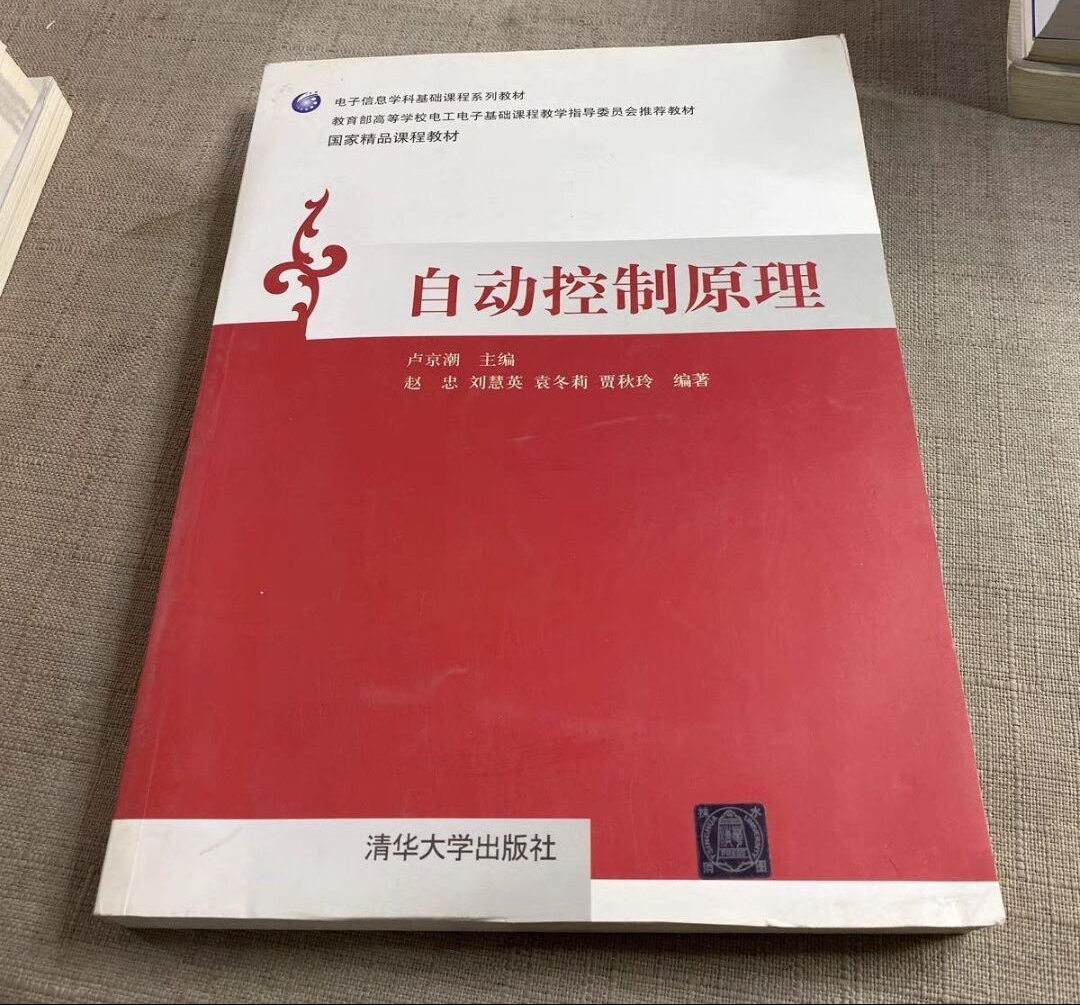 电子信息学科基础课程系列教材
教育部高等学校电工电子基础课程教学指导委员会推荐教材
国家精品课程教材
自动控制原理
卢京潮 主编
赵 忠 刘慧英 袁冬莉 贾秋玲 编著
清华大学出版社